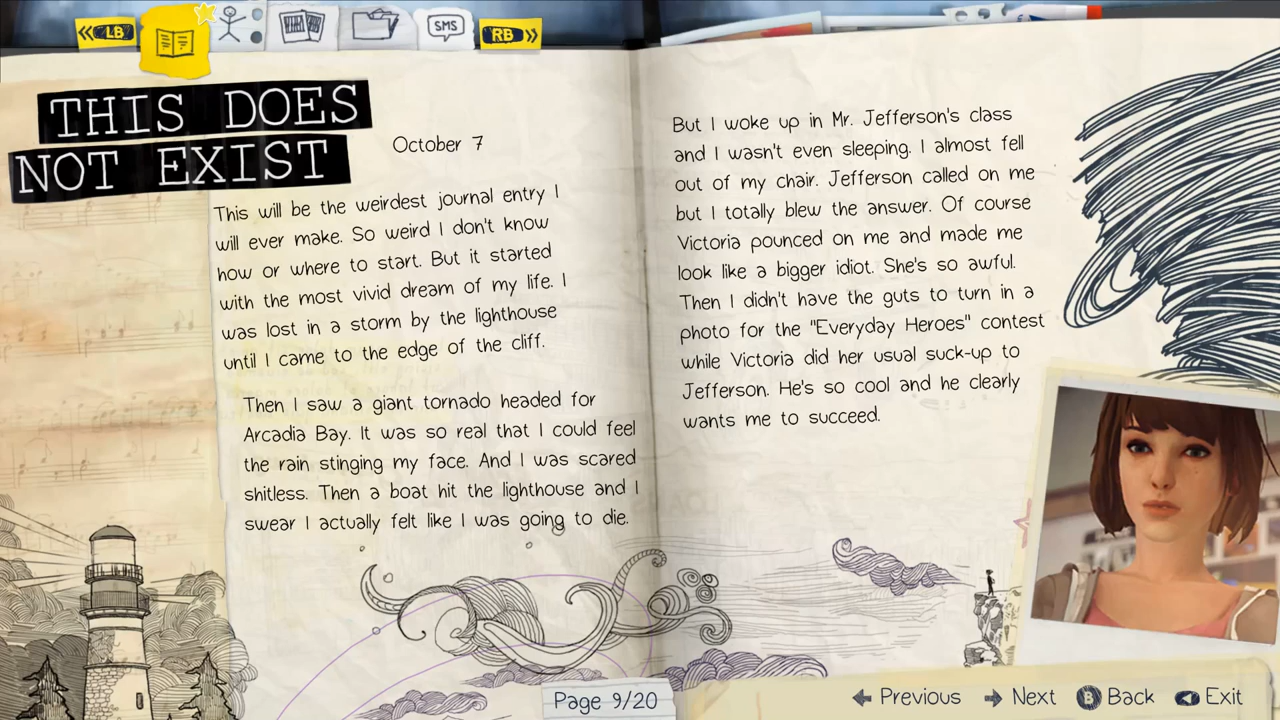 LB
SMS
RB
THIS DOES
NOT EXIST
October 7
This will be the weirdest journal entry I
will ever make. So weird I don't know
how or where to start. But it started
with the most vivid dream of my life. I
was lost in a storm by the lighthouse
until I came to the edge of the cliff.
Then I saw a giant tornado headed for
Arcadia Bay. It was so real that I could feel
the rain stinging my face. And I was scared
shitless. Then a boat hit the lighthouse and I
swear I actually felt like I was going to die.
But I woke up in Mr. Jefferson's class
and I wasn't even sleeping. I almost fell
out of my chair. Jefferson called on me
but I totally blew the answer. Of course
Victoria pounced on me and made me
look like a bigger idiot. She's so awful.
Then I didn't have the guts to turn in a
photo for the "Everyday Heroes" contest
while Victoria did her usual suck-up to
Jefferson. He's so cool and he clearly
wants me to succeed.
Page 9/20
Previous Next B Back Exit